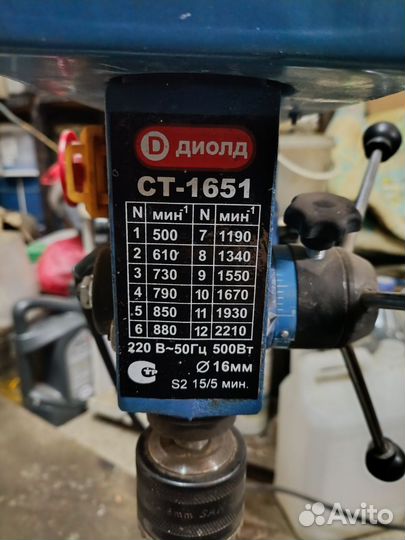 D ДИОЛД
СТ-1651
N мин⁻¹ N мин⁻¹
1 500 7 1190
2 610 8 1340
3 730 9 1550
4 790 10 1670
5 850 11 1930
6 880 12 2210
220 В~50Гц 500Вт
Ø 16мм
S2 15/5 мин.
Avito